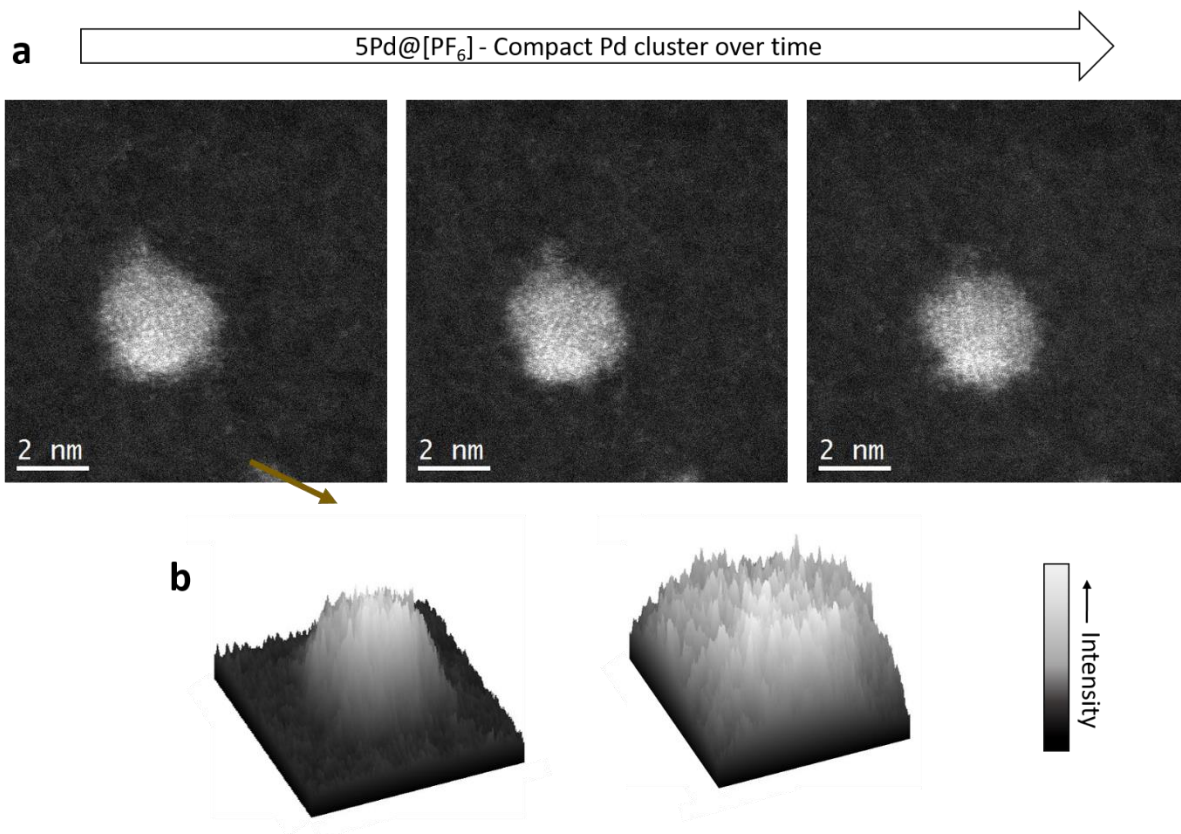 a
5Pd@[PF₆] - Compact Pd cluster over time
2 nm
2 nm
2 nm
b
Intensity